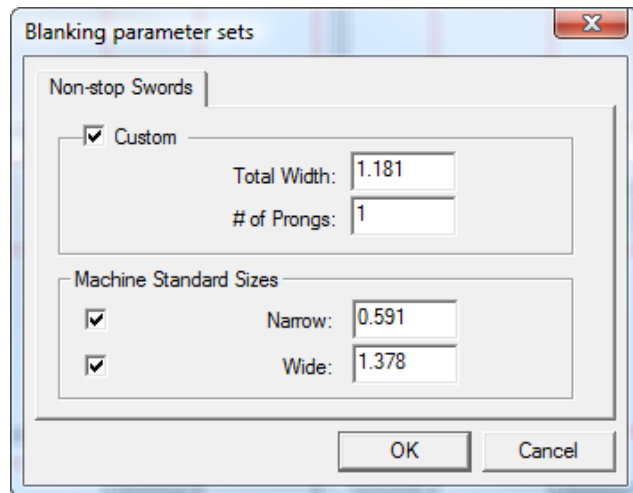 Blanking parameter sets
Non-stop Swords
Custom
Total Width: 1.181
# of Prongs: 1
Machine Standard Sizes
Narrow: 0.591
Wide: 1.378
OK Cancel